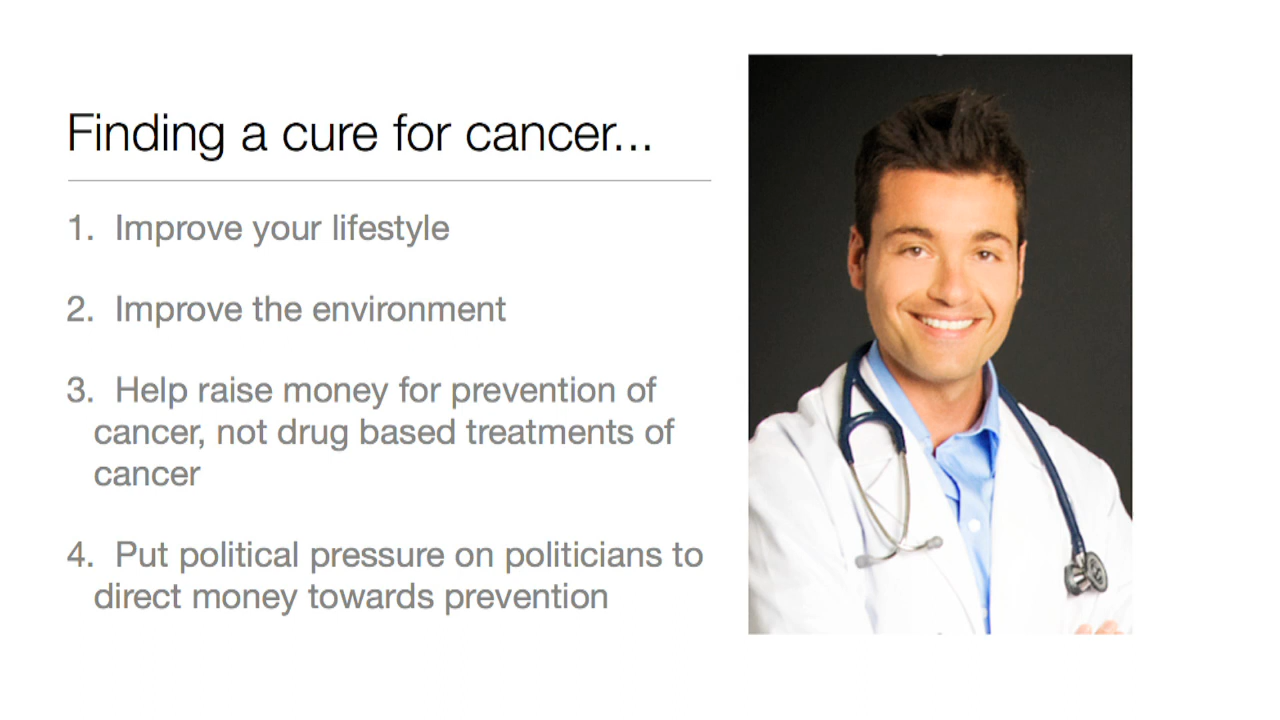 Finding a cure for cancer...
1. Improve your lifestyle
2. Improve the environment
3. Help raise money for prevention of
cancer, not drug based treatments of
cancer
4. Put political pressure on politicians to
direct money towards prevention